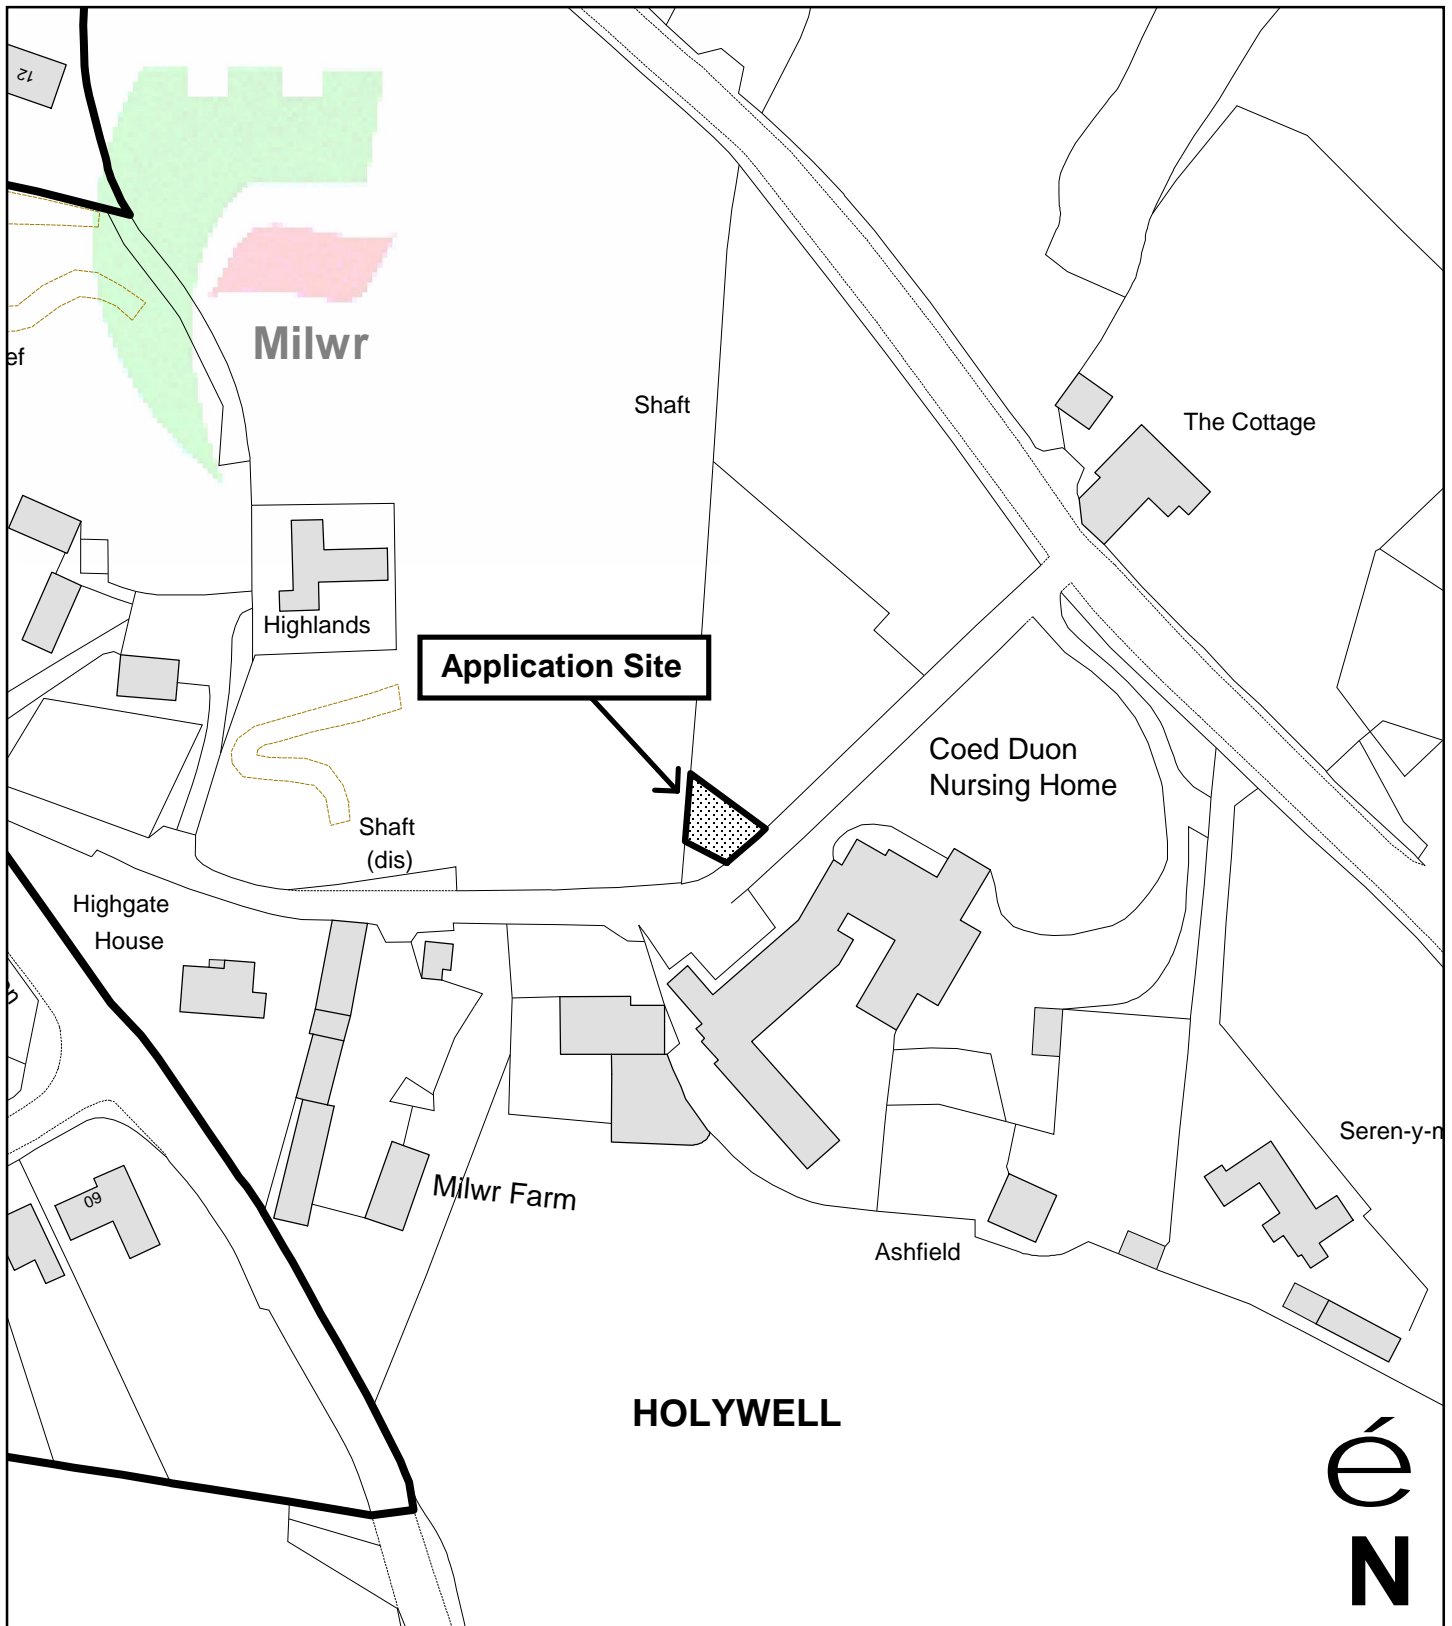 12
Milwr
ef
Shaft
The Cottage
Highlands
Application Site
Coed Duon
Nursing Home
Shaft
(dis)
Highgate
House
Milwr Farm
60
Seren-y-m
Ashfield
HOLYWELL
é
N